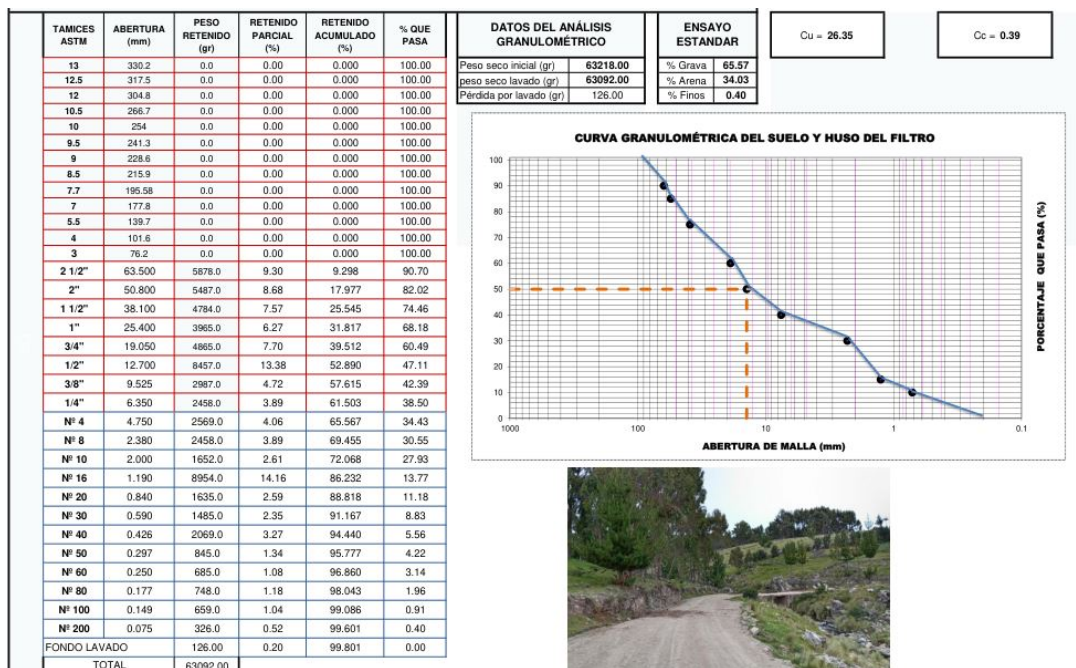 TAMICES ASTM | ABERTURA (mm) | PESO RETENIDO (gr) | RETENIDO PARCIAL (%) | RETENIDO ACUMULADO (%) | % QUE PASA
13 | 330.2 | 0.0 | 0.00 | 0.000 | 100.00
12.5 | 317.5 | 0.0 | 0.00 | 0.000 | 100.00
12 | 304.8 | 0.0 | 0.00 | 0.000 | 100.00
10.5 | 266.7 | 0.0 | 0.00 | 0.000 | 100.00
10 | 254 | 0.0 | 0.00 | 0.000 | 100.00
9.5 | 241.3 | 0.0 | 0.00 | 0.000 | 100.00
9 | 228.6 | 0.0 | 0.00 | 0.000 | 100.00
8.5 | 215.9 | 0.0 | 0.00 | 0.000 | 100.00
7.7 | 195.58 | 0.0 | 0.00 | 0.000 | 100.00
7 | 177.8 | 0.0 | 0.00 | 0.000 | 100.00
5.5 | 139.7 | 0.0 | 0.00 | 0.000 | 100.00
4 | 101.6 | 0.0 | 0.00 | 0.000 | 100.00
3 | 76.2 | 0.0 | 0.00 | 0.000 | 100.00
2 1/2" | 63.500 | 5878.0 | 9.30 | 9.298 | 90.70
2" | 50.800 | 5487.0 | 8.68 | 17.977 | 82.02
1 1/2" | 38.100 | 4784.0 | 7.57 | 25.545 | 74.46
1" | 25.400 | 3965.0 | 6.27 | 31.817 | 68.18
3/4" | 19.050 | 4865.0 | 7.70 | 39.512 | 60.49
1/2" | 12.700 | 8457.0 | 13.38 | 52.890 | 47.11
3/8" | 9.525 | 2987.0 | 4.72 | 57.615 | 42.39
1/4" | 6.350 | 2458.0 | 3.89 | 61.503 | 38.50
Nº 4 | 4.750 | 2569.0 | 4.06 | 65.567 | 34.43
Nº 8 | 2.380 | 2458.0 | 3.89 | 69.455 | 30.55
Nº 10 | 2.000 | 1652.0 | 2.61 | 72.068 | 27.93
Nº 16 | 1.190 | 8954.0 | 14.16 | 86.232 | 13.77
Nº 20 | 0.840 | 1635.0 | 2.59 | 88.818 | 11.18
Nº 30 | 0.590 | 1485.0 | 2.35 | 91.167 | 8.83
Nº 40 | 0.426 | 2069.0 | 3.27 | 94.440 | 5.56
Nº 50 | 0.297 | 845.0 | 1.34 | 95.777 | 4.22
Nº 60 | 0.250 | 685.0 | 1.08 | 96.860 | 3.14
Nº 80 | 0.177 | 748.0 | 1.18 | 98.043 | 1.96
Nº 100 | 0.149 | 659.0 | 1.04 | 99.086 | 0.91
Nº 200 | 0.075 | 326.0 | 0.52 | 99.601 | 0.40
FONDO LAVADO | 126.00 | 0.20 | 99.801 | 0.00
TOTAL | 63092.00
DATOS DEL ANÁLISIS
GRANULOMÉTRICO
Peso seco inicial (gr) | 63218.00
peso seco lavado (gr) | 63092.00
Pérdida por lavado (gr) | 126.00
ENSAYO
ESTANDAR
% Grava | 65.57
% Arena | 34.03
% Finos | 0.40
Cu = 26.35
Cc = 0.39
CURVA GRANULOMÉTRICA DEL SUELO Y HUSO DEL FILTRO
100
90
80
70
60
50
40
30
20
10
0
1000 100 10 1 0.1
ABERTURA DE MALLA (mm)
PORCENTAJE QUE PASA (%)